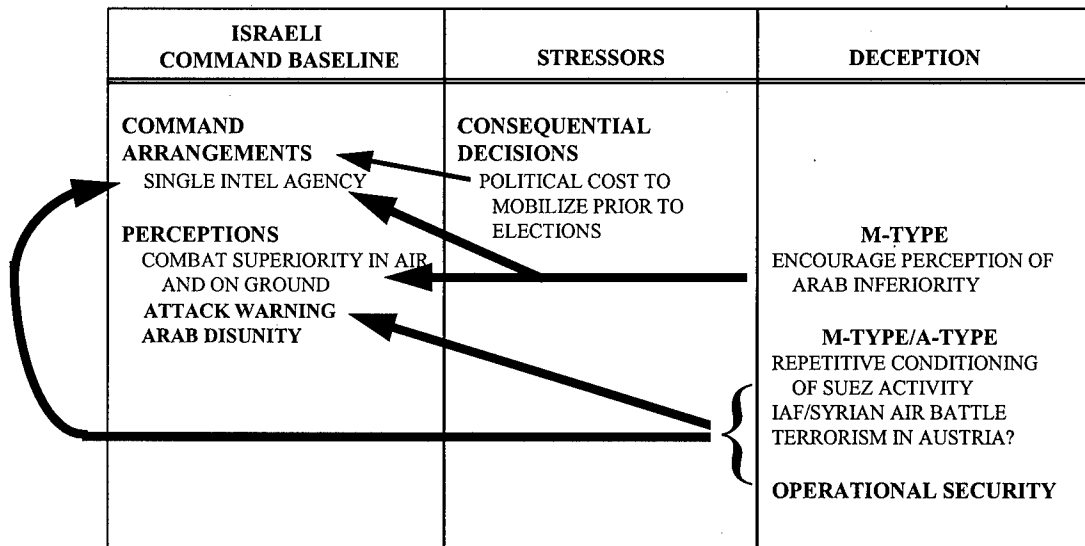 ISRAELI
COMMAND BASELINE
STRESSORS
DECEPTION
COMMAND
ARRANGEMENTS
SINGLE INTEL AGENCY
PERCEPTIONS
COMBAT SUPERIORITY IN AIR
AND ON GROUND
ATTACK WARNING
ARAB DISUNITY
CONSEQUENTIAL
DECISIONS
POLITICAL COST TO
MOBILIZE PRIOR TO
ELECTIONS
M-TYPE
ENCOURAGE PERCEPTION OF
ARAB INFERIORITY
M-TYPE/A-TYPE
REPETITIVE CONDITIONING
OF SUEZ ACTIVITY
IAF/SYRIAN AIR BATTLE
TERRORISM IN AUSTRIA?
OPERATIONAL SECURITY